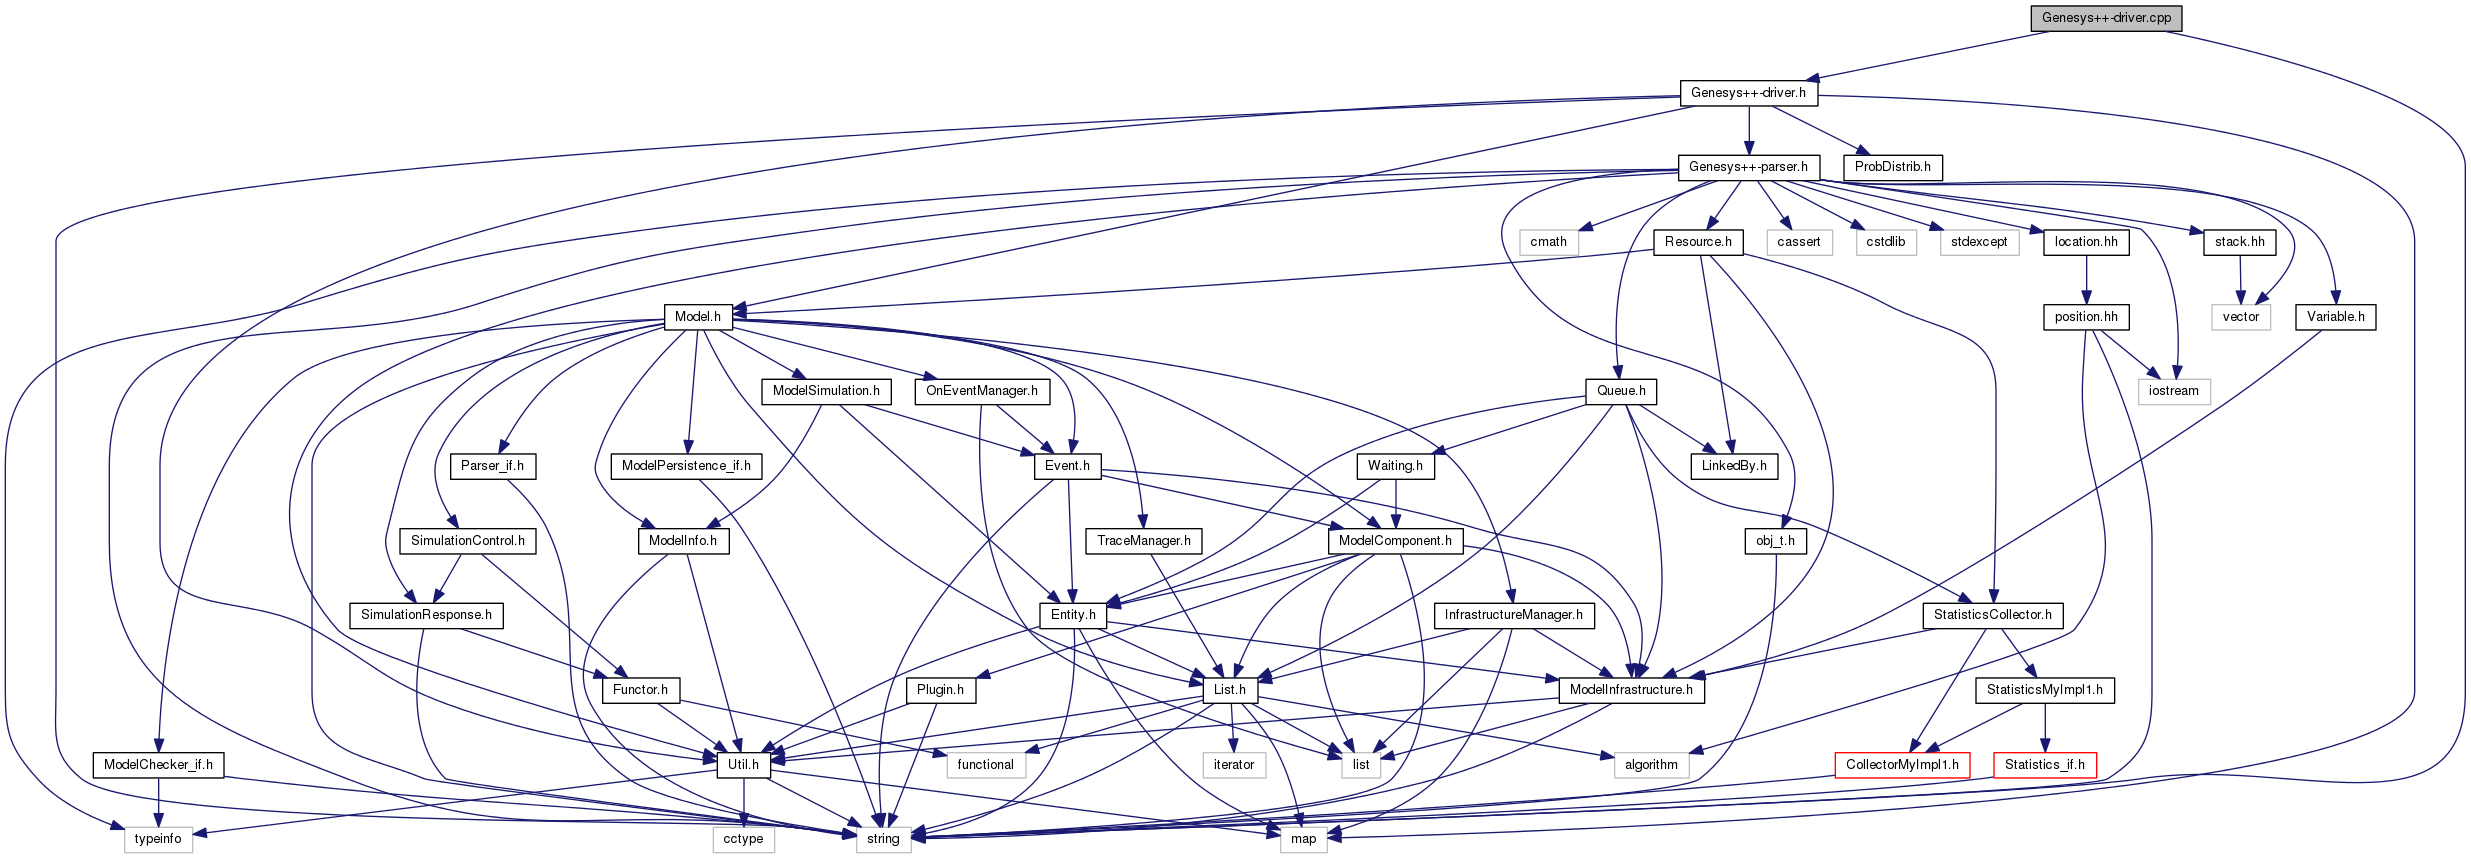 Genesys++-driver.cpp
Genesys++-driver.h
Genesys++-parser.h
ProbDistrib.h
cmath
Resource.h
cassert
cstdlib
stdexcept
location.hh
stack.hh
Model.h
position.hh
vector
Variable.h
ModelSimulation.h
OnEventManager.h
Queue.h
iostream
Parser_if.h
ModelPersistence_if.h
Event.h
Waiting.h
LinkedBy.h
SimulationControl.h
ModelInfo.h
TraceManager.h
ModelComponent.h
obj_t.h
SimulationResponse.h
Entity.h
InfrastructureManager.h
StatisticsCollector.h
Functor.h
Plugin.h
List.h
ModelInfrastructure.h
StatisticsMyImpl1.h
ModelChecker_if.h
Util.h
functional
iterator
list
algorithm
CollectorMyImpl1.h
Statistics_if.h
typeinfo
cctype
string
map